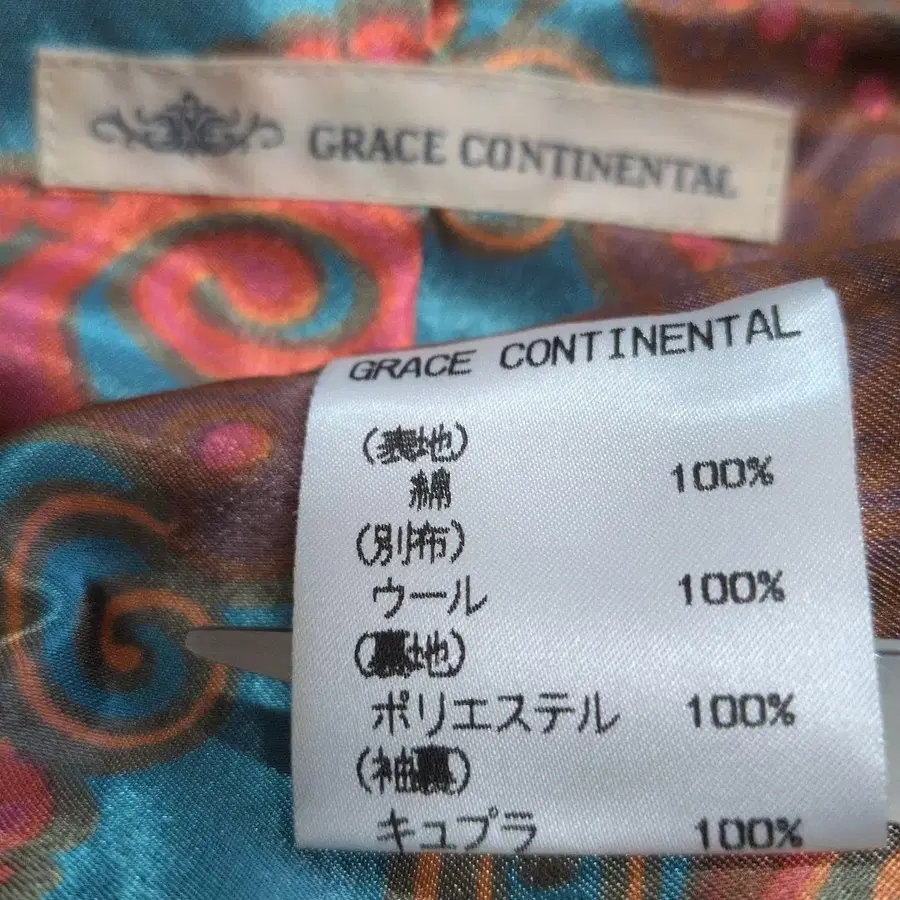 GRACE CONTINENTAL
GRACE CONTINENTAL
(表地)
綿 100%
(別布)
ウール 100%
(裏地)
ポリエステル 100%
(袖裏)
キュプラ 100%